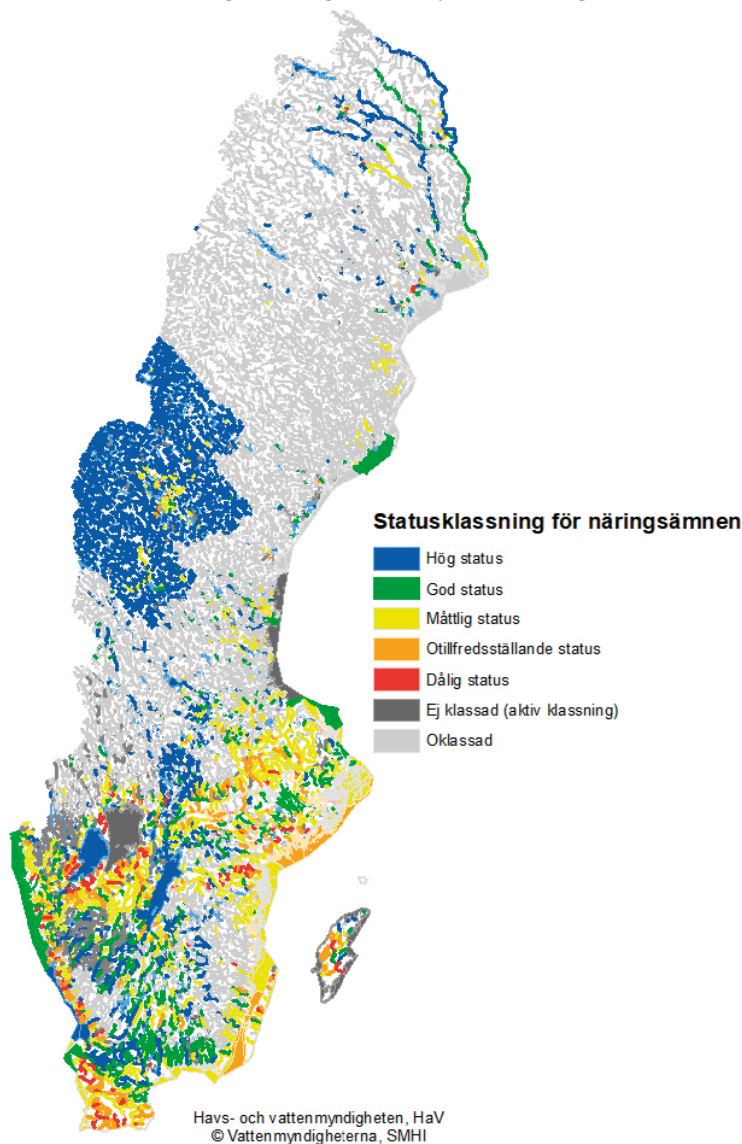 Statusklassning för näringsämnen
Hög status
God status
Måttlig status
Otillfredsställande status
Dålig status
Ej klassad (aktiv klassning)
Oklassad
Havs- och vattenmyndigheten, HaV
© Vattenmyndigheterna, SMHI